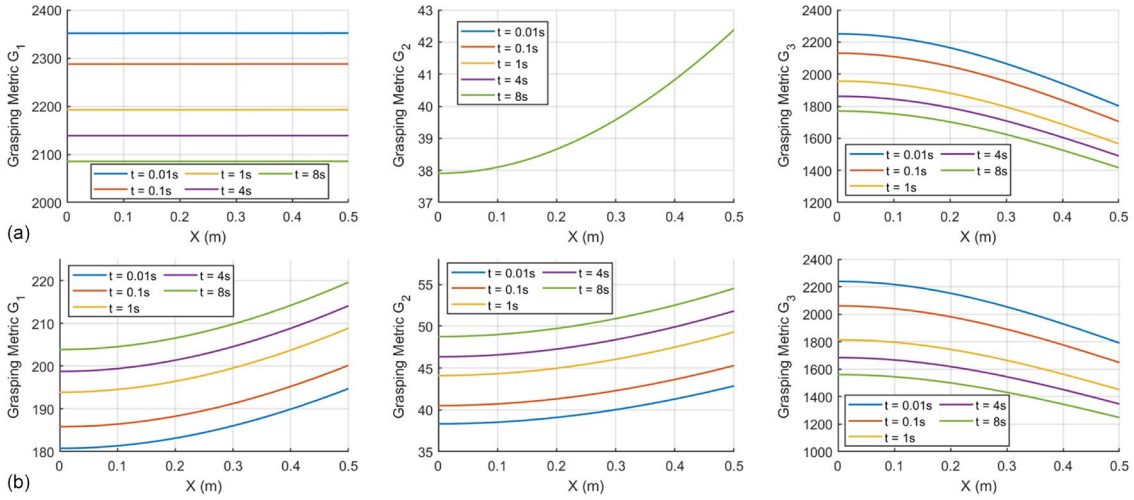 Grasping Metric G1
2400
2300
2200
2100
2000
t = 0.01s t = 1s t = 8s
t = 0.1s t = 4s
0 0.1 0.2 0.3 0.4 0.5
X (m)
Grasping Metric G2
43
42
41
40
39
38
37
t = 0.01s
t = 0.1s
t = 1s
t = 4s
t = 8s
0 0.1 0.2 0.3 0.4 0.5
X (m)
Grasping Metric G3
2400
2200
2000
1800
1600
1400
1200
t = 0.01s t = 4s
t = 0.1s t = 8s
t = 1s
0 0.1 0.2 0.3 0.4 0.5
X (m)
(a)
Grasping Metric G1
220
210
200
190
180
t = 0.01s t = 4s
t = 0.1s t = 8s
t = 1s
0 0.1 0.2 0.3 0.4 0.5
X (m)
Grasping Metric G2
55
50
45
40
35
t = 0.01s t = 4s
t = 0.1s t = 8s
t = 1s
0 0.1 0.2 0.3 0.4 0.5
X (m)
Grasping Metric G3
2400
2200
2000
1800
1600
1400
1200
1000
t = 0.01s t = 4s
t = 0.1s t = 8s
t = 1s
0 0.1 0.2 0.3 0.4 0.5
X (m)
(b)